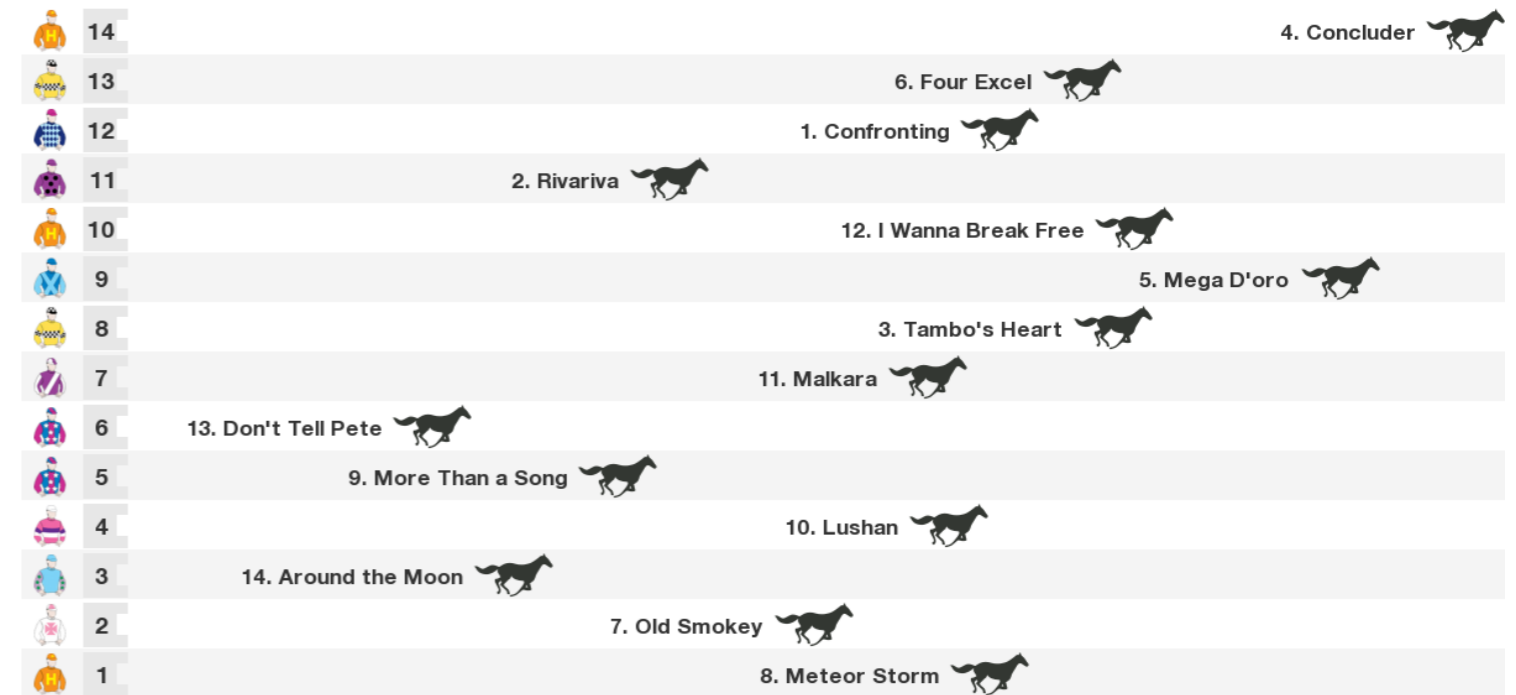 H 14 4. Concluder
13 6. Four Excel
12 1. Confronting
11 2. Rivariva
H 10 12. I Wanna Break Free
9 5. Mega D'oro
8 3. Tambo's Heart
7 11. Malkara
6 13. Don't Tell Pete
5 9. More Than a Song
4 10. Lushan
3 14. Around the Moon
2 7. Old Smokey
H 1 8. Meteor Storm